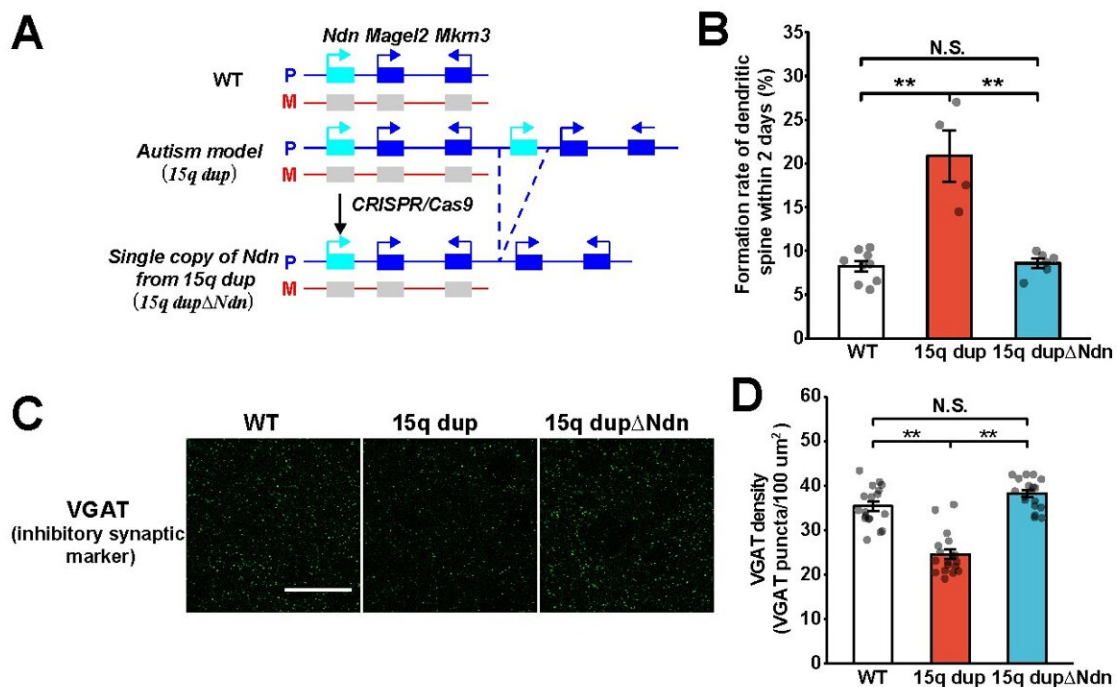 A
Ndn Magel2 Mkrn3
WT
P
M
Autism model
(15q dup)
P
M
CRISPR/Cas9
Single copy of Ndn
from 15q dup
(15q dupΔNdn)
P
M
B
Formation rate of dendritic
spine within 2 days (%)
35
30
25
20
15
10
5
0
N.S.
** **
WT 15q dup 15q dupΔNdn
C
WT 15q dup 15q dupΔNdn
VGAT
(inhibitory synaptic
marker)
D
VGAT density
(VGAT puncta/100 um²)
60
50
40
30
20
10
0
N.S.
** **
WT 15q dup 15q dupΔNdn